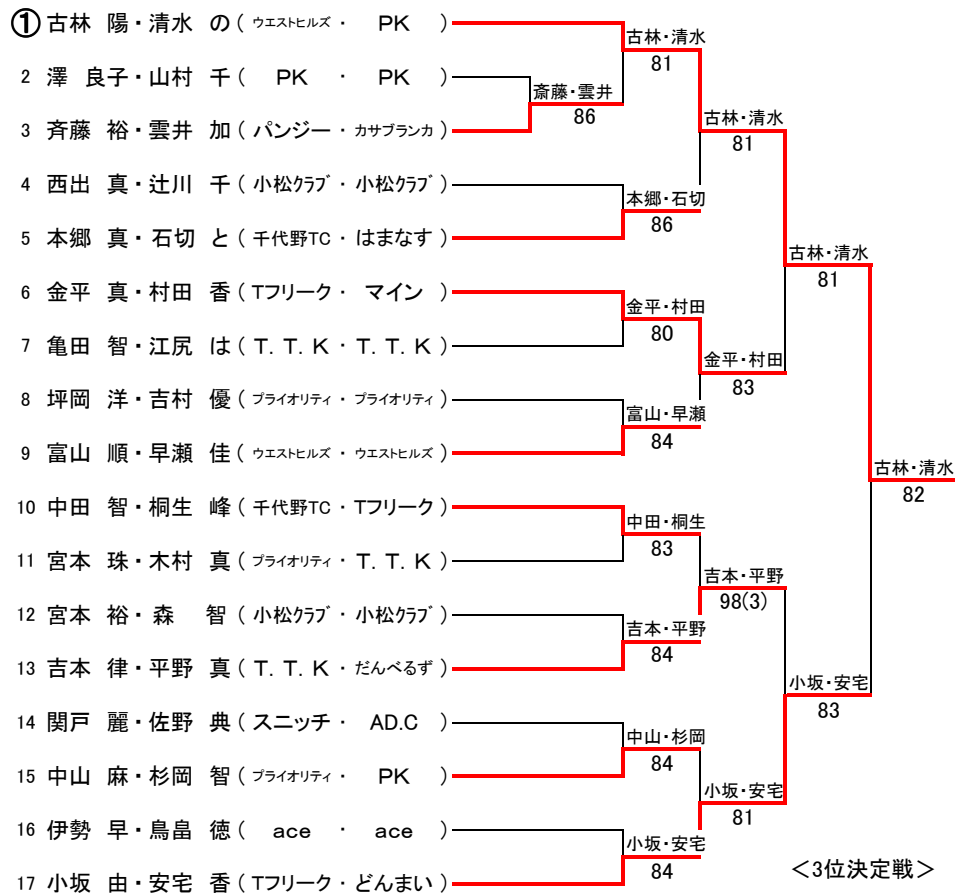 ① 古林 陽・清水 の ( ウエストヒルズ ・ PK )
古林・清水
81
2 澤 良子・山村 千 ( PK ・ PK )
斎藤・雲井
86
3 斉藤 裕・雲井 加 ( パンジー ・ カサブランカ )
古林・清水
81
4 西出 真・辻川 千 ( 小松クラブ ・ 小松クラブ )
本郷・石切
86
5 本郷 真・石切 と ( 千代野TC ・ はまなす )
古林・清水
81
6 金平 真・村田 香 ( Tフリーク ・ マイン )
金平・村田
80
7 亀田 智・江尻 は ( T．T．K ・ T．T．K )
金平・村田
83
8 坪岡 洋・吉村 優 ( プライオリティ ・ プライオリティ )
富山・早瀬
84
9 富山 順・早瀬 佳 ( ウエストヒルズ ・ ウエストヒルズ )
古林・清水
82
10 中田 智・桐生 峰 ( 千代野TC ・ Tフリーク )
中田・桐生
83
11 宮本 珠・木村 真 ( プライオリティ ・ T．T．K )
吉本・平野
98(3)
12 宮本 裕・森 智 ( 小松クラブ ・ 小松クラブ )
吉本・平野
84
13 吉本 律・平野 真 ( T．T．K ・ だんべるず )
小坂・安宅
83
14 関戸 麗・佐野 典 ( スニッチ ・ AD.C )
中山・杉岡
84
15 中山 麻・杉岡 智 ( プライオリティ ・ PK )
小坂・安宅
81
16 伊勢 早・鳥畠 徳 ( ace ・ ace )
小坂・安宅
84
17 小坂 由・安宅 香 ( Tフリーク ・ どんまい )
＜3位決定戦＞